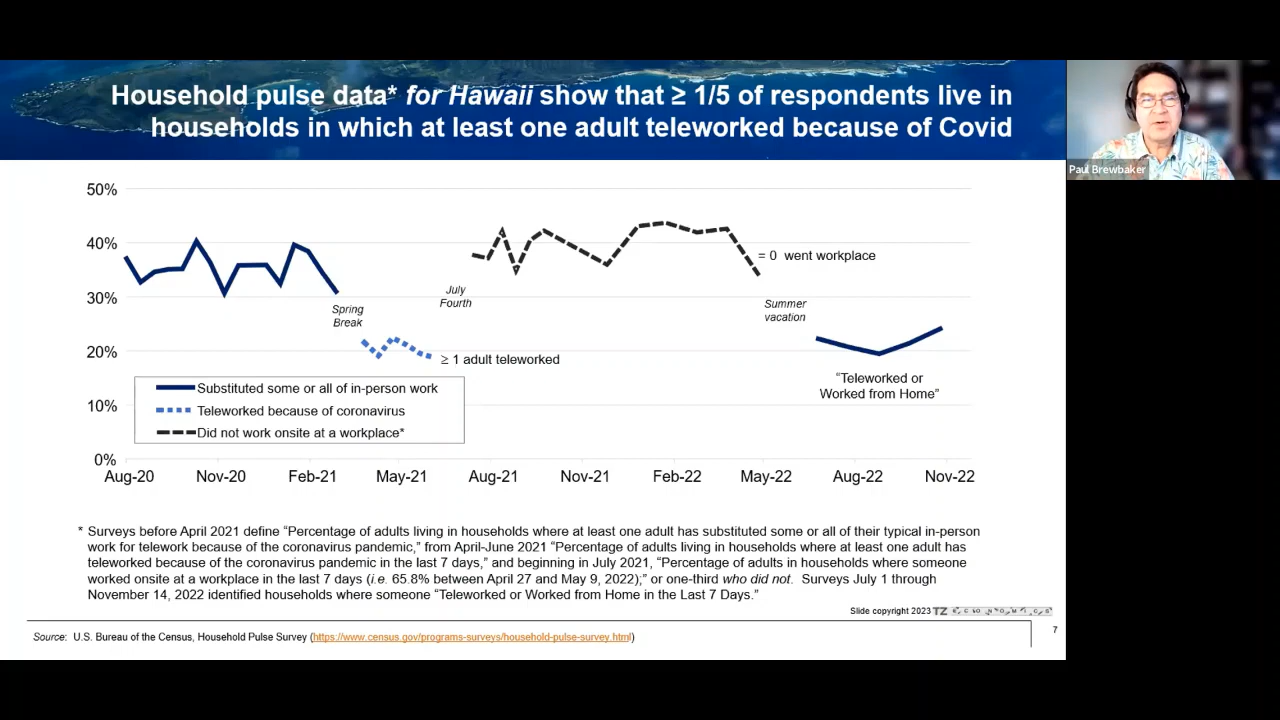 Household pulse data* for Hawaii show that ≥ 1/5 of respondents live in
households in which at least one adult teleworked because of Covid
Paul Brewbaker
50%
40%
30%
20%
10%
0%
= 0 went workplace
July
Fourth
Spring
Break
Summer
vacation
≥ 1 adult teleworked
“Teleworked or
Worked from Home”
Substituted some or all of in-person work
Teleworked because of coronavirus
Did not work onsite at a workplace*
Aug-20 Nov-20 Feb-21 May-21 Aug-21 Nov-21 Feb-22 May-22 Aug-22 Nov-22
* Surveys before April 2021 define “Percentage of adults living in households where at least one adult has substituted some or all of their typical in-person
work for telework because of the coronavirus pandemic,” from April-June 2021 “Percentage of adults living in households where at least one adult has
teleworked because of the coronavirus pandemic in the last 7 days,” and beginning in July 2021, “Percentage of adults in households where someone
worked onsite at a workplace in the last 7 days (i.e. 65.8% between April 27 and May 9, 2022);” or one-third who did not. Surveys July 1 through
November 14, 2022 identified households where someone “Teleworked or Worked from Home in the Last 7 Days.”
Slide copyright 2023 TZ ECONOMICS
7
Source: U.S. Bureau of the Census, Household Pulse Survey (https://www.census.gov/programs-surveys/household-pulse-survey.html)